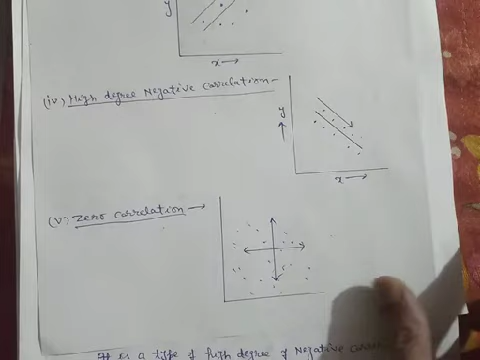 y
x →
(iv) High degree Negative Correlation -
y
↑
x →
(v) Zero correlation →
It is a type of high degree of Negative